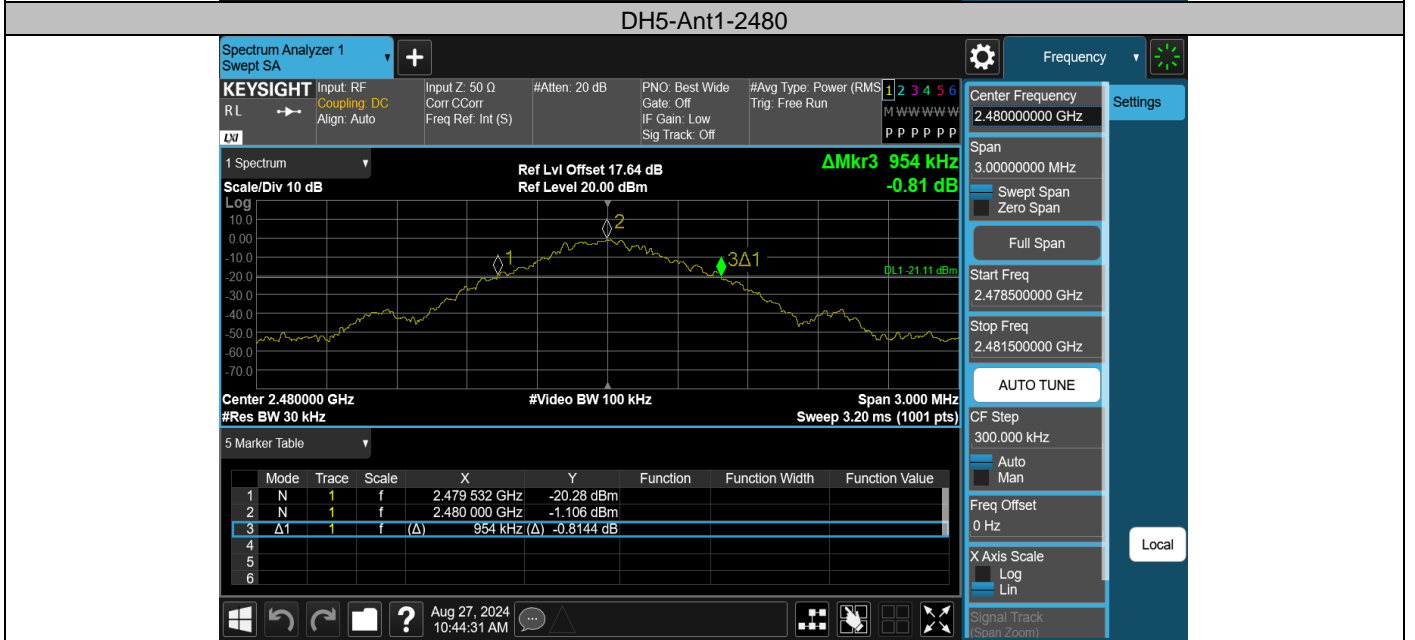 DH5-Ant1-2480
Spectrum Analyzer 1
Swept SA
Frequency
KEYSIGHT
RL
LXI
Input: RF
Coupling: DC
Align: Auto
Input Z: 50 Ω
Corr CCorr
Freq Ref: Int (S)
#Atten: 20 dB
PNO: Best Wide
Gate: Off
IF Gain: Low
Sig Track: Off
#Avg Type: Power (RMS
Trig: Free Run
1 2 3 4 5 6
M W W W W W
P P P P P P
Center Frequency
2.480000000 GHz
Settings
1 Spectrum
Scale/Div 10 dB
Ref Lvl Offset 17.64 dB
Ref Level 20.00 dBm
ΔMkr3 954 kHz
-0.81 dB
Log
10.0
0.00
-10.0
-20.0
-30.0
-40.0
-50.0
-60.0
-70.0
1
2
3Δ1
DL1 -21.11 dBm
Center 2.480000 GHz
#Video BW 100 kHz
Span 3.000 MHz
#Res BW 30 kHz
Sweep 3.20 ms (1001 pts)
Span
3.00000000 MHz
Swept Span
Zero Span
Full Span
Start Freq
2.478500000 GHz
Stop Freq
2.481500000 GHz
AUTO TUNE
CF Step
300.000 kHz
Auto
Man
Freq Offset
0 Hz
X Axis Scale
Log
Lin
Signal Track
(Span Zoom)
Local
5 Marker Table
Mode Trace Scale X Y Function Function Width Function Value
1 N 1 f 2.479 532 GHz -20.28 dBm
2 N 1 f 2.480 000 GHz -1.106 dBm
3 Δ1 1 f (Δ) 954 kHz (Δ) -0.8144 dB
4
5
6
?
Aug 27, 2024
10:44:31 AM